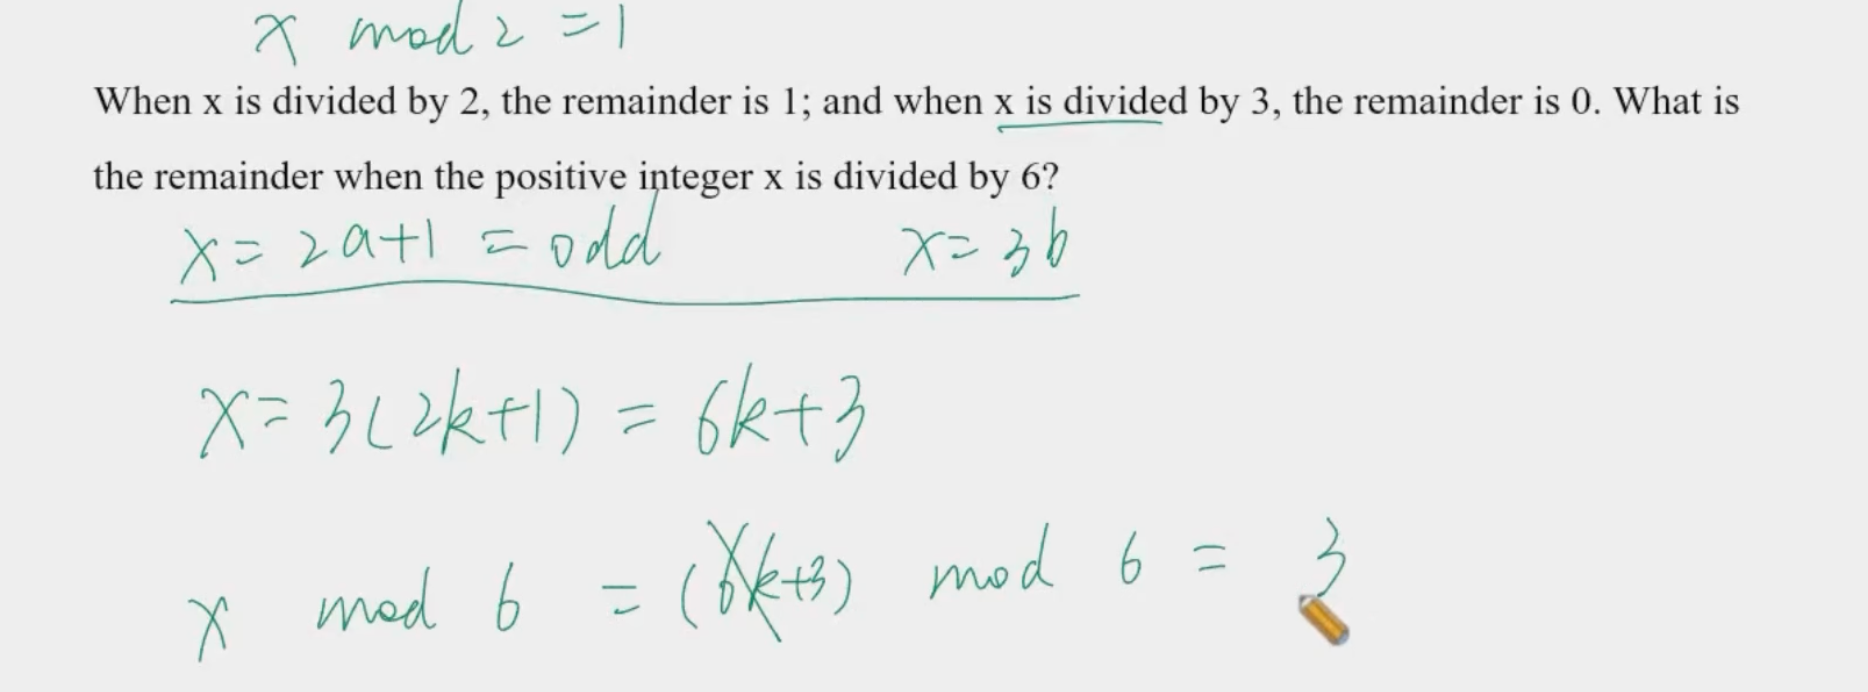 x mod 2 = 1
When x is divided by 2, the remainder is 1; and when x is divided by 3, the remainder is 0. What is
the remainder when the positive integer x is divided by 6?
x = 2a+1 = odd x = 3b
x = 3(2k+1) = 6k+3
x mod 6 = (6k+3) mod 6 = 3